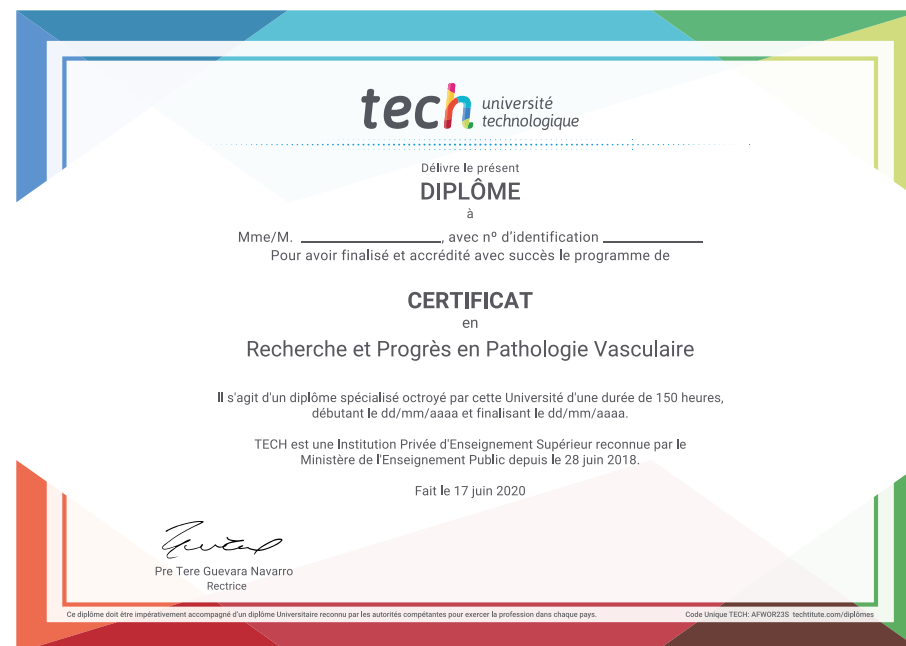 tech université
technologique
Délivre le présent
DIPLÔME
à
Mme/M. ____________________, avec nº d'identification ______________
Pour avoir finalisé et accrédité avec succès le programme de
CERTIFICAT
en
Recherche et Progrès en Pathologie Vasculaire
Il s'agit d'un diplôme spécialisé octroyé par cette Université d'une durée de 150 heures,
débutant le dd/mm/aaaa et finalisant le dd/mm/aaaa.
TECH est une Institution Privée d'Enseignement Supérieur reconnue par le
Ministère de l'Enseignement Public depuis le 28 juin 2018.
Fait le 17 juin 2020
Pre Tere Guevara Navarro
Rectrice
Ce diplôme doit être impérativement accompagné d'un diplôme Universitaire reconnu par les autorités compétantes pour exercer la profession dans chaque pays.
Code Unique TECH: AFWOR23S techtitute.com/diplômes